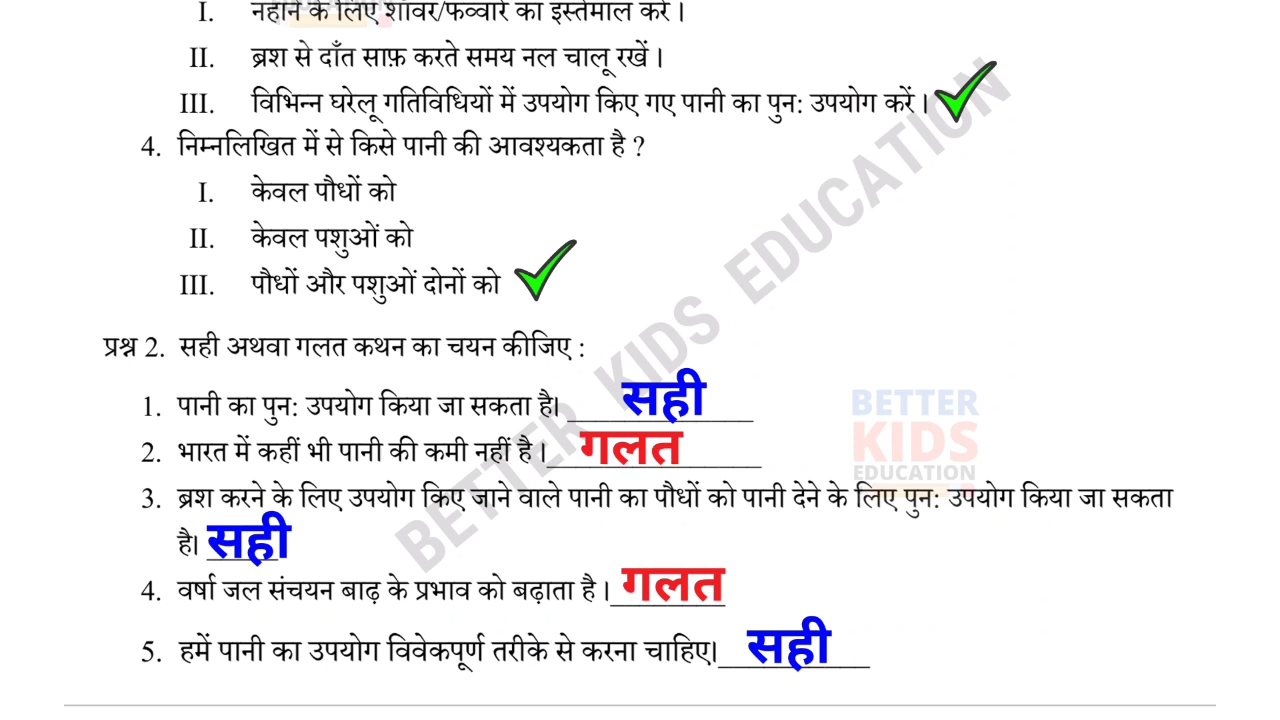 I. नहाने के लिए शावर/फव्वारे का इस्तेमाल करें।
II. ब्रश से दाँत साफ़ करते समय नल चालू रखें।
III. विभिन्न घरेलू गतिविधियों में उपयोग किए गए पानी का पुन: उपयोग करें।
4. निम्नलिखित में से किसे पानी की आवश्यकता है ?
I. केवल पौधों को
II. केवल पशुओं को
III. पौधों और पशुओं दोनों को
प्रश्न 2. सही अथवा गलत कथन का चयन कीजिए :
1. पानी का पुन: उपयोग किया जा सकता है। सही
2. भारत में कहीं भी पानी की कमी नहीं है। गलत
3. ब्रश करने के लिए उपयोग किए जाने वाले पानी का पौधों को पानी देने के लिए पुन: उपयोग किया जा सकता
है। सही
4. वर्षा जल संचयन बाढ़ के प्रभाव को बढ़ाता है। गलत
5. हमें पानी का उपयोग विवेकपूर्ण तरीके से करना चाहिए। सही
BETTER KIDS EDUCATION
BETTER
KIDS
EDUCATION